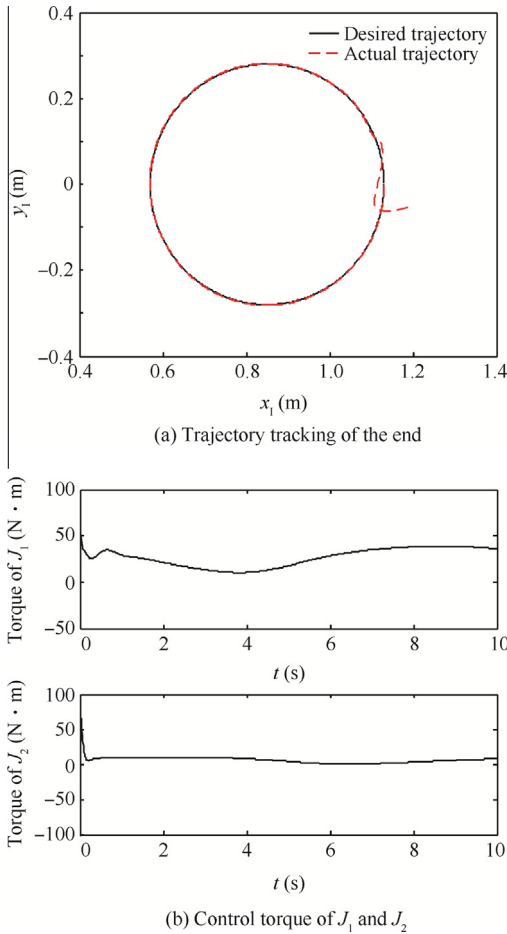 0.4
Desired trajectory
Actual trajectory
0.2
0
−0.2
−0.4
y₁ (m)
0.4 0.6 0.8 1.0 1.2 1.4
x₁ (m)
(a) Trajectory tracking of the end
100
50
0
−50
Torque of J₁ (N・m)
0 2 4 6 8 10
t (s)
100
50
0
−50
−100
Torque of J₂ (N・m)
0 2 4 6 8 10
t (s)
(b) Control torque of J₁ and J₂